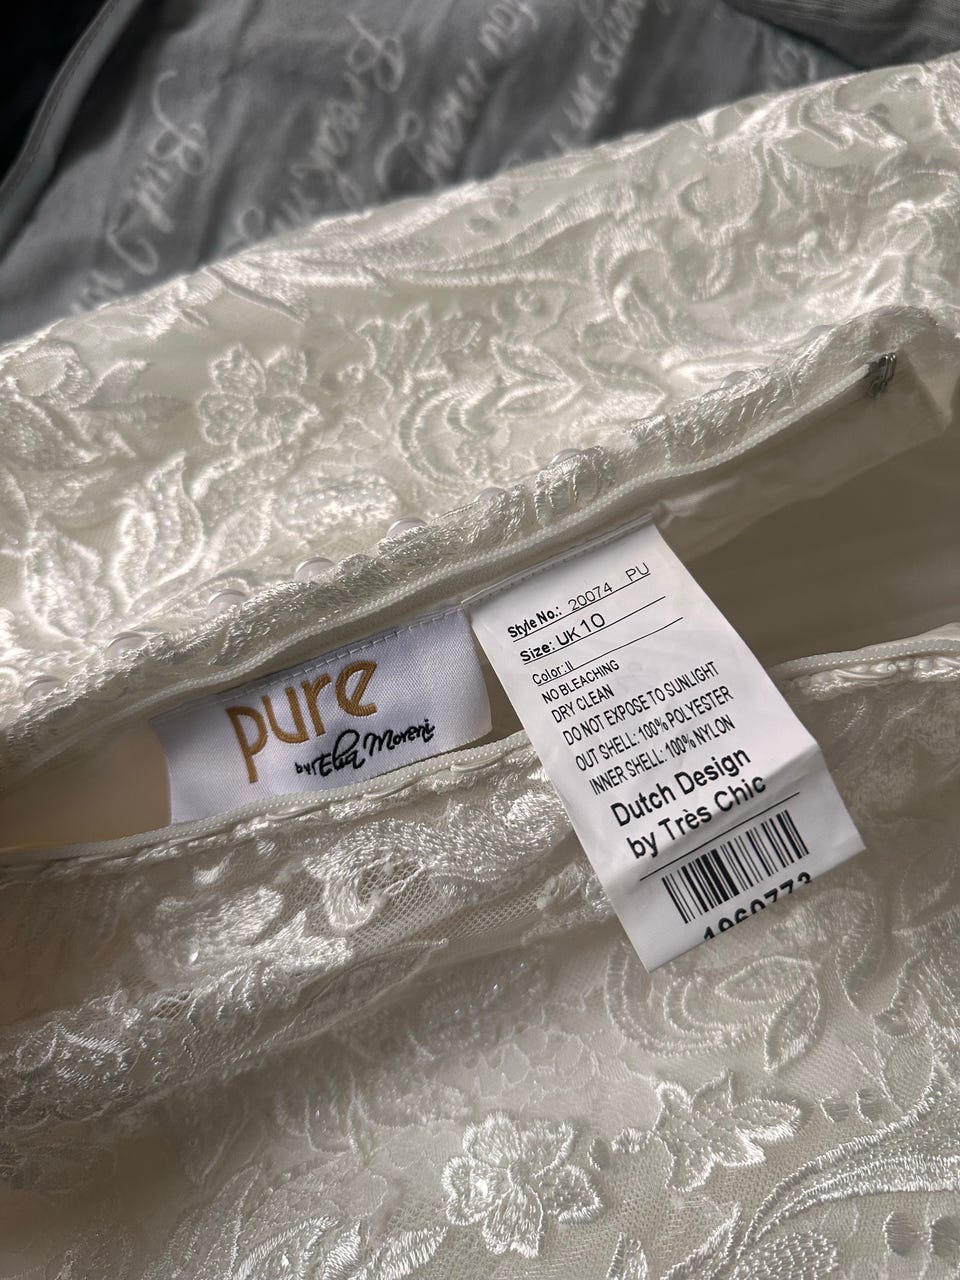 pure
by Elza Moreni
Style No.: 20074 PU
Size: UK 10
Color: II
NO BLEACHING
DRY CLEAN
DO NOT EXPOSE TO SUNLIGHT
OUT SHELL: 100% POLYESTER
INNER SHELL: 100% NYLON
Dutch Design
by Très Chic